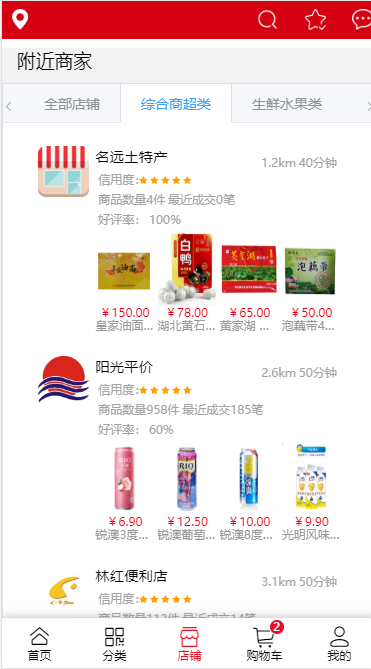 附近商家
全部店铺 综合商超类 生鲜水果类
名远土特产 1.2km 40分钟
信用度:
商品数量4件 最近成交0笔
好评率: 100%
白鸭
黄家湖
泡藕带
￥150.00 ￥78.00 ￥65.00 ￥50.00
皇家油面... 湖北黄石... 黄家湖 ... 泡藕带4...
阳光平价 2.6km 50分钟
信用度:
商品数量958件 最近成交185笔
好评率: 60%
RIO
￥6.90 ￥12.50 ￥10.00 ￥9.90
锐澳3度... 锐澳葡萄... 锐澳8度... 光明风味...
林红便利店 3.1km 50分钟
信用度:
商品数量112件 最近成交14笔
2
首页 分类 店铺 购物车 我的